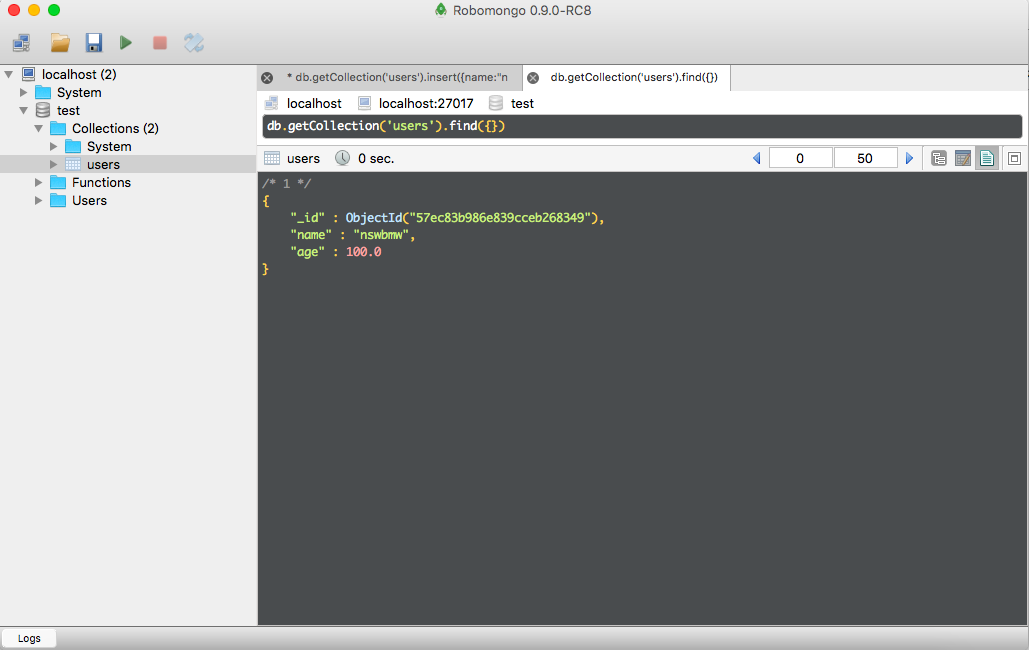 Robomongo 0.9.0-RC8
localhost (2)
System
test
Collections (2)
System
users
Functions
Users
* db.getCollection('users').insert({name:"n
db.getCollection('users').find({})
localhost localhost:27017 test
db.getCollection('users').find({})
users 0 sec. 0 50
/* 1 */
{
"_id" : ObjectId("57ec83b986e839cceb268349"),
"name" : "nswbmw",
"age" : 100.0
}
Logs